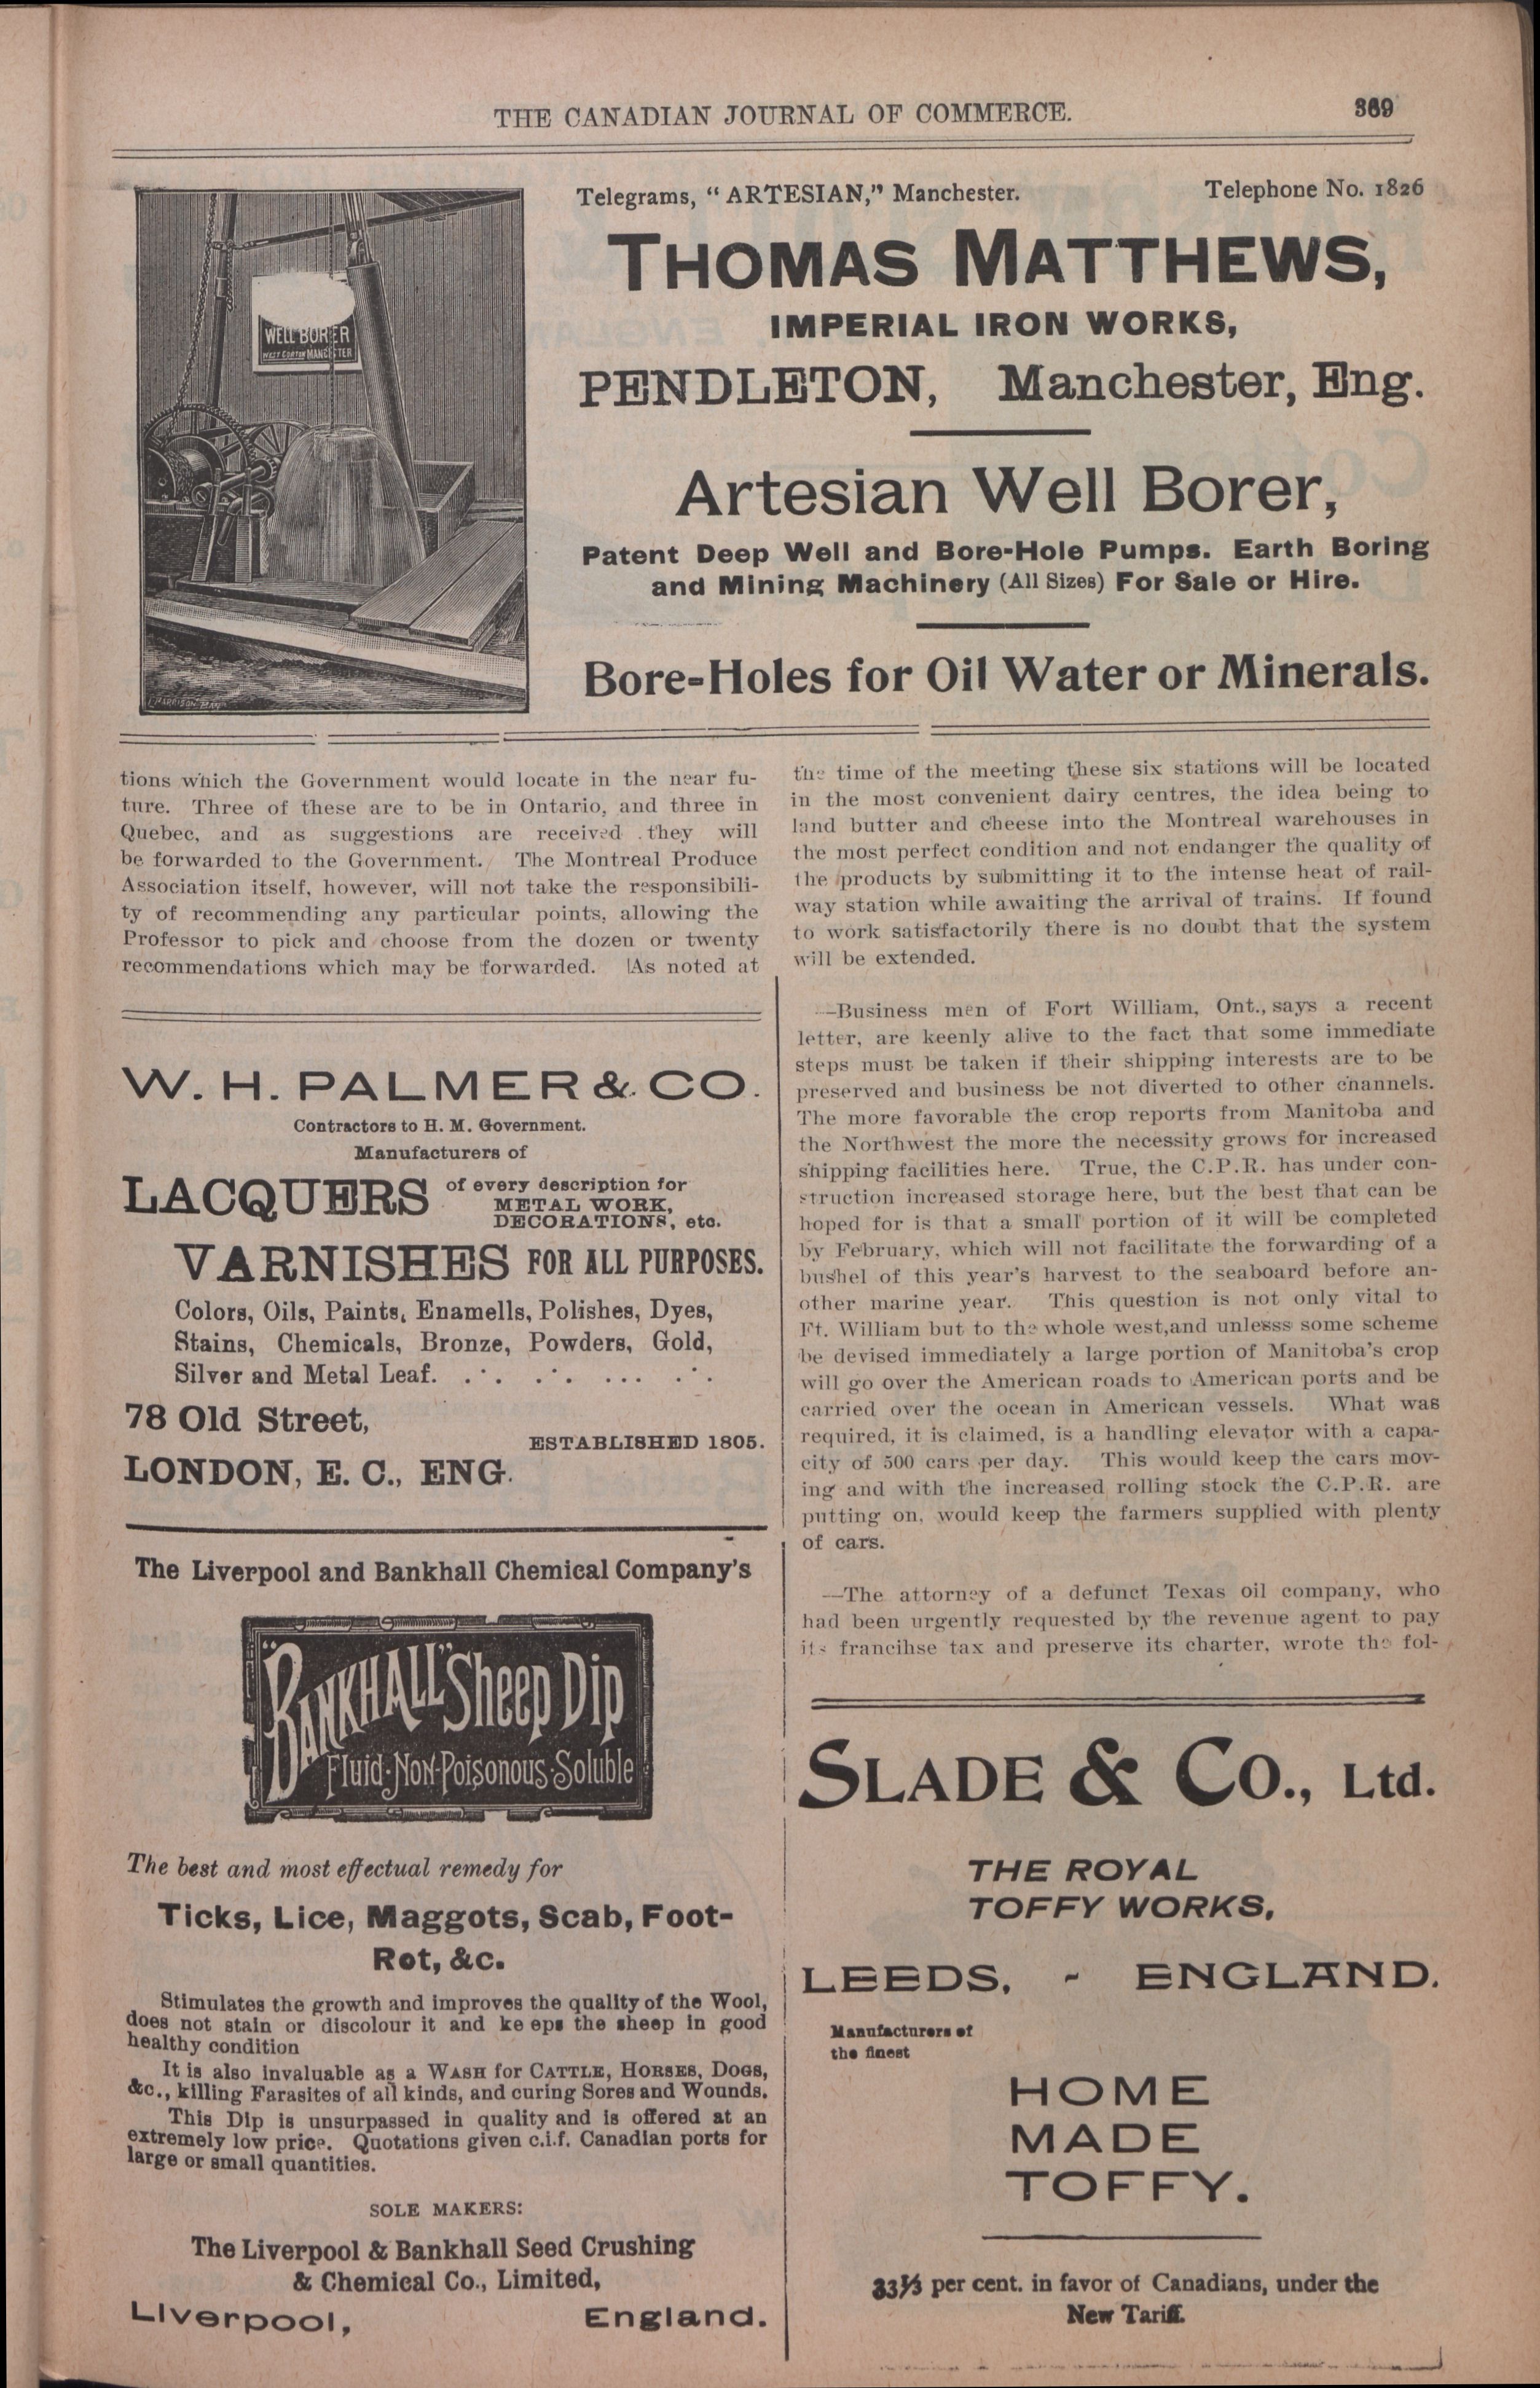 THE CANADIAN JOURNAL OF COMMERCE.
369
WELL BORER
WEST GORTON MANCHESTER
HARRISON MAN
Telegrams, "ARTESIAN," Manchester.
Telephone No. 1826
THOMAS MATTHEWS,
IMPERIAL IRON WORKS,
PENDLETON, Manchester, Eng.
Artesian Well Borer,
Patent Deep Well and Bore-Hole Pumps. Earth Boring
and Mining Machinery (All Sizes) For Sale or Hire.
Bore-Holes for Oil Water or Minerals.
tions which the Government would locate in the near fu-
ture. Three of these are to be in Ontario, and three in
Quebec, and as suggestions are received they will
be forwarded to the Government. The Montreal Produce
Association itself, however, will not take the responsibili-
ty of recommending any particular points, allowing the
Professor to pick and choose from the dozen or twenty
recommendations which may be forwarded. As noted at
W. H. PALMER & CO.
Contractors to H. M. Government.
Manufacturers of
LACQUERS of every description for
METAL WORK,
DECORATIONS, etc.
VARNISHES FOR ALL PURPOSES.
Colors, Oils, Paints, Enamells, Polishes, Dyes,
Stains, Chemicals, Bronze, Powders, Gold,
Silver and Metal Leaf.
78 Old Street,
ESTABLISHED 1805.
LONDON, E. C., ENG.
The Liverpool and Bankhall Chemical Company's
"BANKHALL" Sheep Dip
Fluid-Non-Poisonous-Soluble
The best and most effectual remedy for
Ticks, Lice, Maggots, Scab, Foot-
Rot, &c.
Stimulates the growth and improves the quality of the Wool,
does not stain or discolour it and ke eps the sheep in good
healthy condition
It is also invaluable as a WASH for CATTLE, HORSES, DOGS,
&c., killing Farasites of all kinds, and curing Sores and Wounds.
This Dip is unsurpassed in quality and is offered at an
extremely low price. Quotations given c.i.f. Canadian ports for
large or small quantities.
SOLE MAKERS:
The Liverpool & Bankhall Seed Crushing
& Chemical Co., Limited,
Liverpool, England.
the time of the meeting these six stations will be located
in the most convenient dairy centres, the idea being to
land butter and cheese into the Montreal warehouses in
the most perfect condition and not endanger the quality of
the products by submitting it to the intense heat of rail-
way station while awaiting the arrival of trains. If found
to work satisfactorily there is no doubt that the system
will be extended.
—Business men of Fort William, Ont., says a recent
letter, are keenly alive to the fact that some immediate
steps must be taken if their shipping interests are to be
preserved and business be not diverted to other channels.
The more favorable the crop reports from Manitoba and
the Northwest the more the necessity grows for increased
shipping facilities here. True, the C.P.R. has under con-
struction increased storage here, but the best that can be
hoped for is that a small portion of it will be completed
by February, which will not facilitate the forwarding of a
bushel of this year's harvest to the seaboard before an-
other marine year. This question is not only vital to
Ft. William but to the whole west,and unlesss some scheme
be devised immediately a large portion of Manitoba's crop
will go over the American roads to American ports and be
carried over the ocean in American vessels. What was
required, it is claimed, is a handling elevator with a capa-
city of 500 cars per day. This would keep the cars mov-
ing and with the increased rolling stock the C.P.R. are
putting on, would keep the farmers supplied with plenty
of cars.
—The attorney of a defunct Texas oil company, who
had been urgently requested by the revenue agent to pay
its francihse tax and preserve its charter, wrote the fol-
SLADE & CO., Ltd.
THE ROYAL
TOFFY WORKS,
LEEDS, - ENGLAND.
Manufacturers of
the finest
HOME
MADE
TOFFY.
33⅓ per cent. in favor of Canadians, under the
New Tariff.